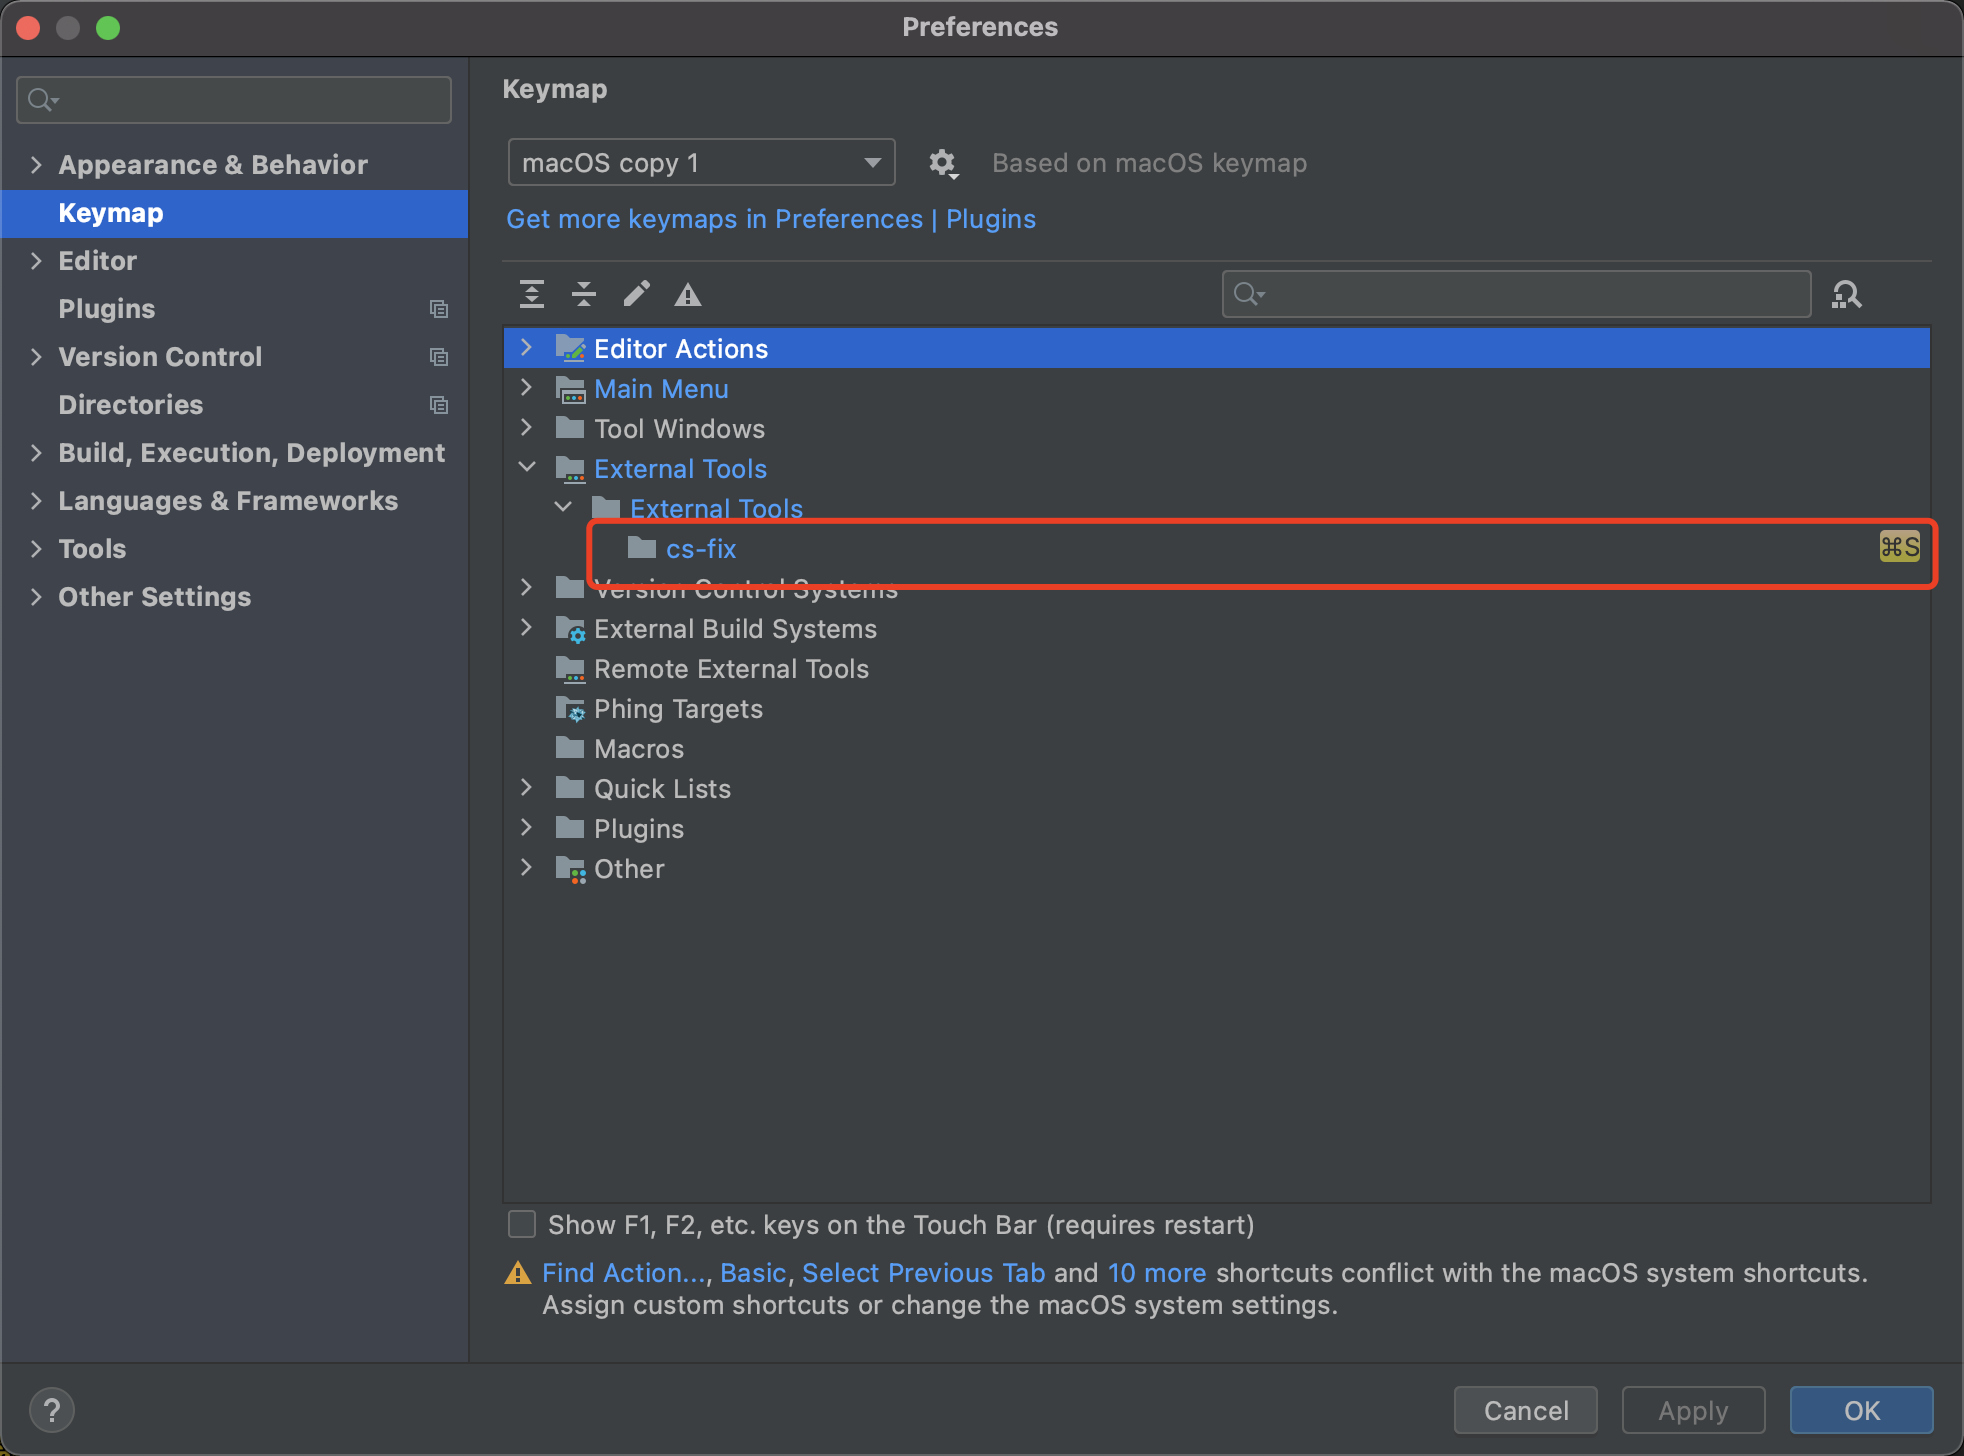 Preferences
Appearance & Behavior
Keymap
Editor
Plugins
Version Control
Directories
Build, Execution, Deployment
Languages & Frameworks
Tools
Other Settings
Keymap
macOS copy 1
Based on macOS keymap
Get more keymaps in Preferences | Plugins
Editor Actions
Main Menu
Tool Windows
External Tools
External Tools
cs-fix ⌘S
Version Control Systems
External Build Systems
Remote External Tools
Phing Targets
Macros
Quick Lists
Plugins
Other
Show F1, F2, etc. keys on the Touch Bar (requires restart)
Find Action..., Basic, Select Previous Tab and 10 more shortcuts conflict with the macOS system shortcuts.
Assign custom shortcuts or change the macOS system settings.
?
Cancel
Apply
OK